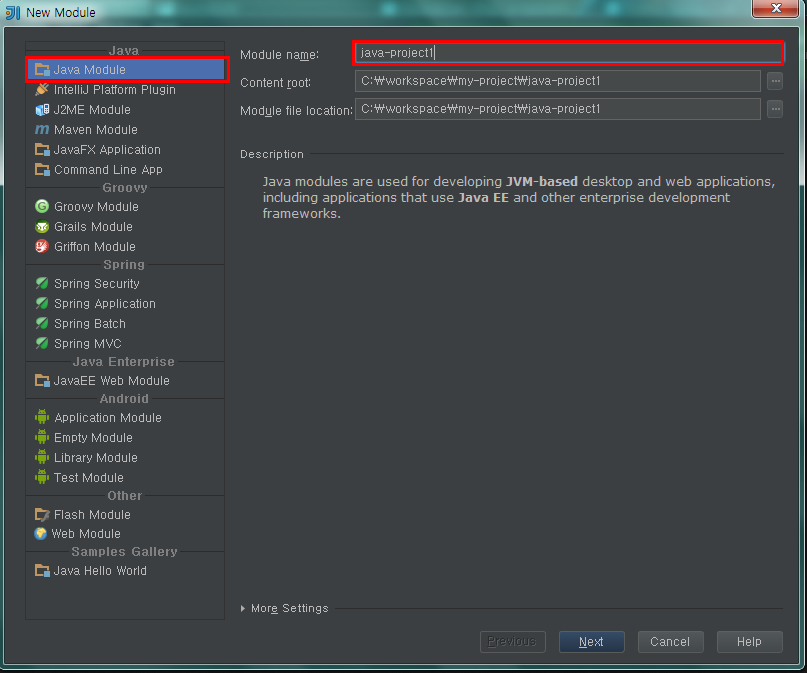 New Module
Java
Java Module
IntelliJ Platform Plugin
J2ME Module
Maven Module
JavaFX Application
Command Line App
Groovy
Groovy Module
Grails Module
Griffon Module
Spring
Spring Security
Spring Application
Spring Batch
Spring MVC
Java Enterprise
JavaEE Web Module
Android
Application Module
Empty Module
Library Module
Test Module
Other
Flash Module
Web Module
Samples Gallery
Java Hello World
Module name: java-project1
Content root: C:₩workspace₩my-project₩java-project1 ...
Module file location: C:₩workspace₩my-project₩java-project1 ...
Description
Java modules are used for developing JVM-based desktop and web applications,
including applications that use Java EE and other enterprise development
frameworks.
More Settings
Previous Next Cancel Help